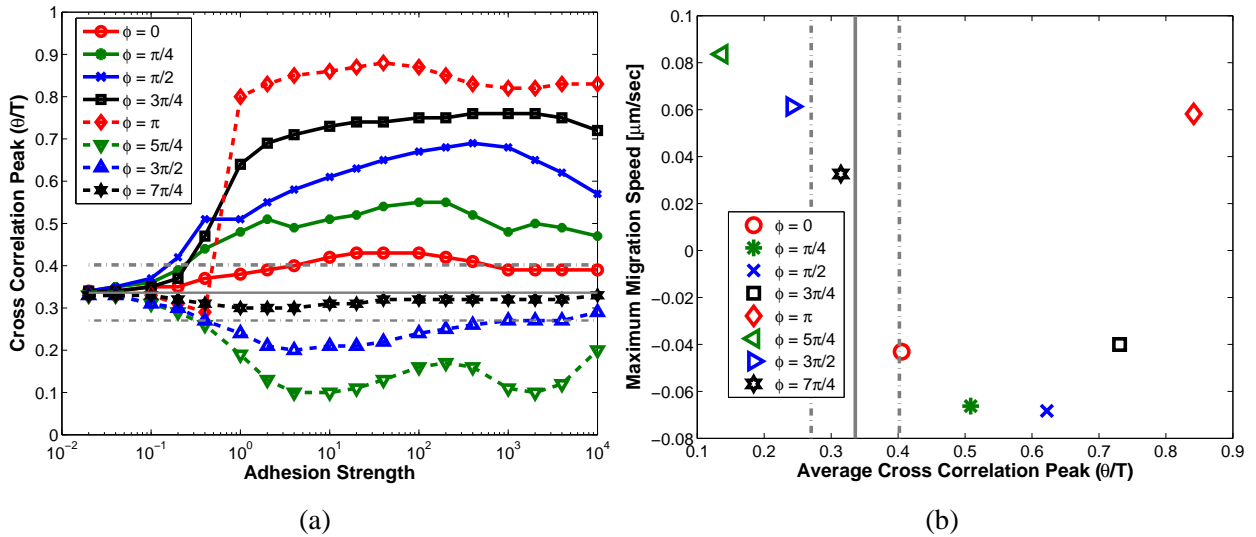 1
0.9
0.8
0.7
0.6
0.5
0.4
0.3
0.2
0.1
0
Cross Correlation Peak (θ/T)
ϕ = 0
ϕ = π/4
ϕ = π/2
ϕ = 3π/4
ϕ = π
ϕ = 5π/4
ϕ = 3π/2
ϕ = 7π/4
10⁻² 10⁻¹ 10⁰ 10¹ 10² 10³ 10⁴
Adhesion Strength
(a)
0.1
0.08
0.06
0.04
0.02
0
−0.02
−0.04
−0.06
−0.08
Maximum Migration Speed [μm/sec]
ϕ = 0
ϕ = π/4
ϕ = π/2
ϕ = 3π/4
ϕ = π
ϕ = 5π/4
ϕ = 3π/2
ϕ = 7π/4
0.1 0.2 0.3 0.4 0.5 0.6 0.7 0.8 0.9
Average Cross Correlation Peak (θ/T)
(b)